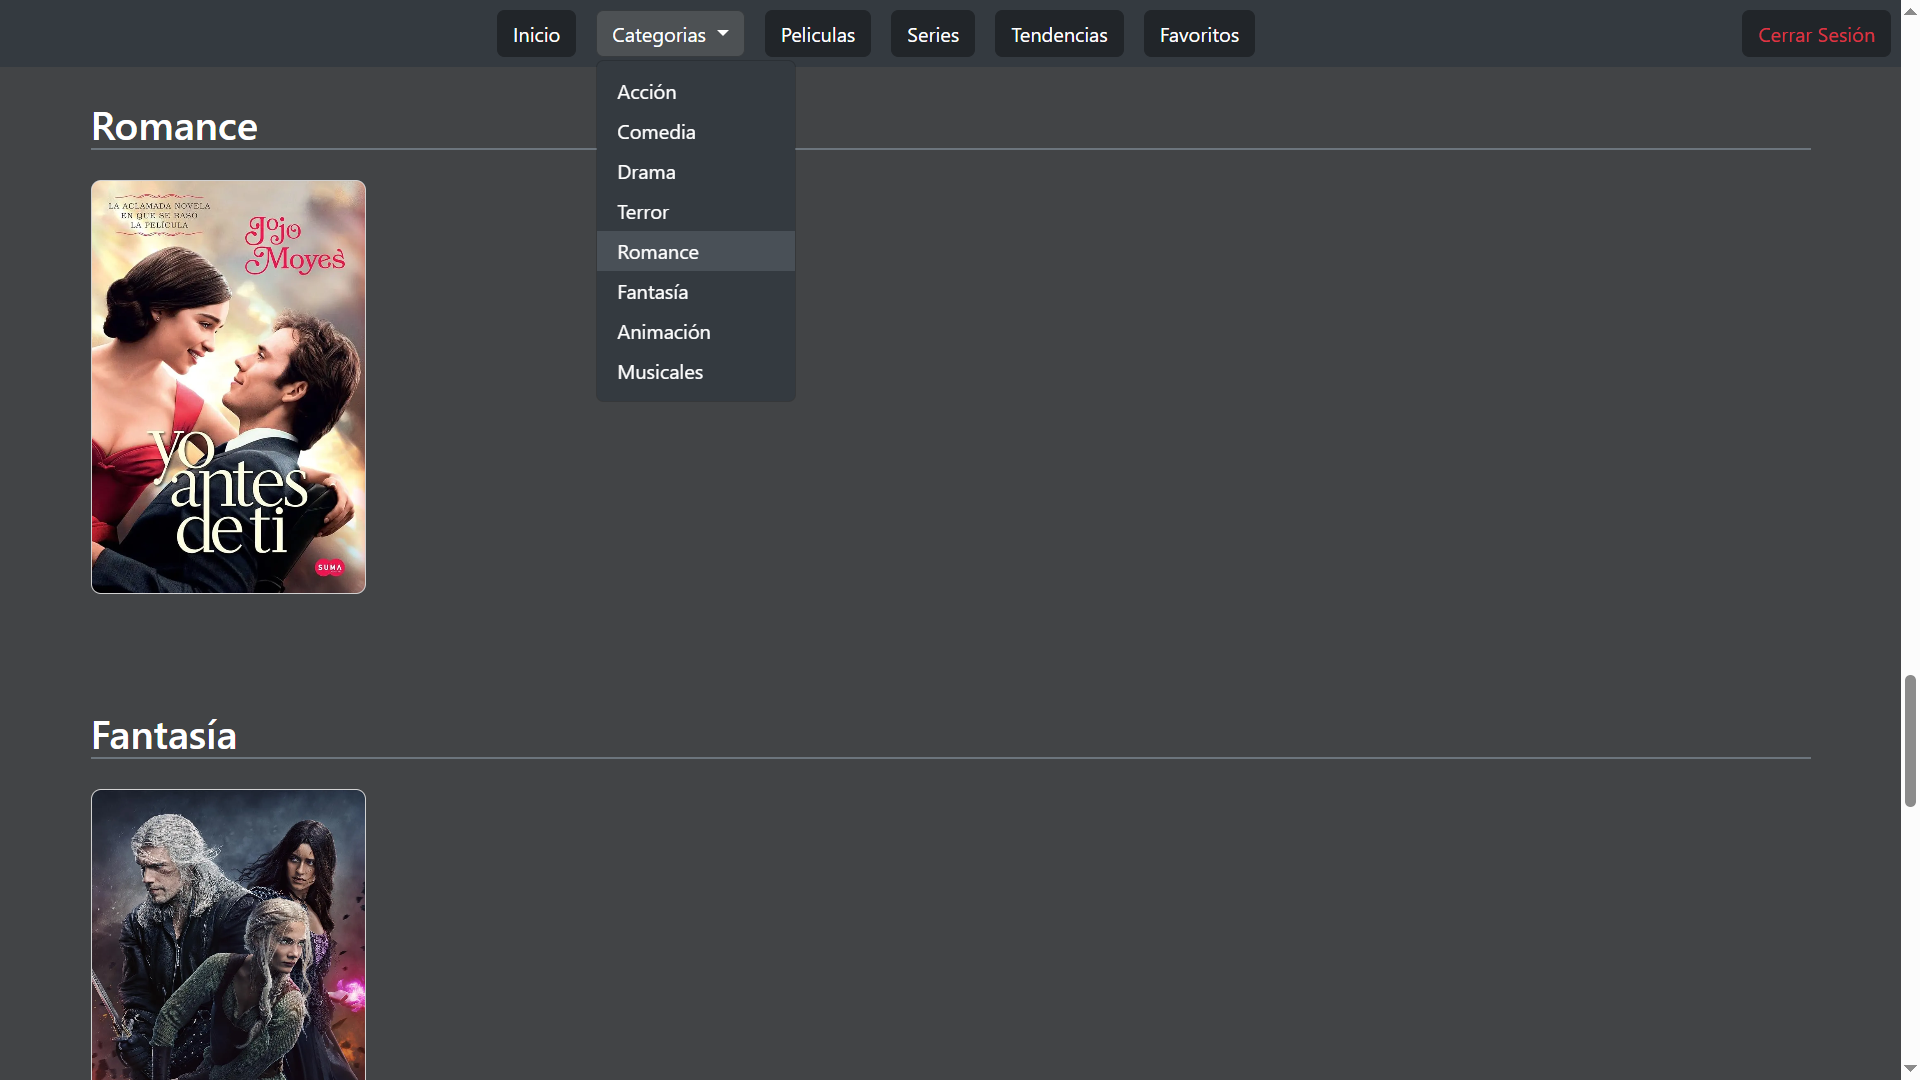 Inicio
Categorias
Peliculas
Series
Tendencias
Favoritos
Cerrar Sesión
Acción
Comedia
Drama
Terror
Romance
Fantasía
Animación
Musicales
Romance
LA ACLAMADA NOVELA
EN QUE SE BASÓ
LA PELÍCULA
Jojo
Moyes
yo
antes
de ti
SUMA
Fantasía